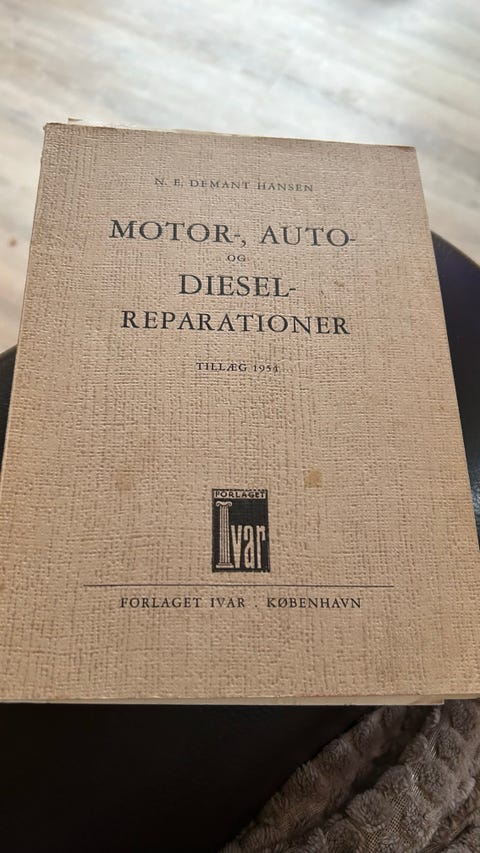 N. E. DEMANT HANSEN
MOTOR-, AUTO-
OG
DIESEL-
REPARATIONER
TILLÆG 1954
FORLAGET
Ivar
FORLAGET IVAR . KØBENHAVN